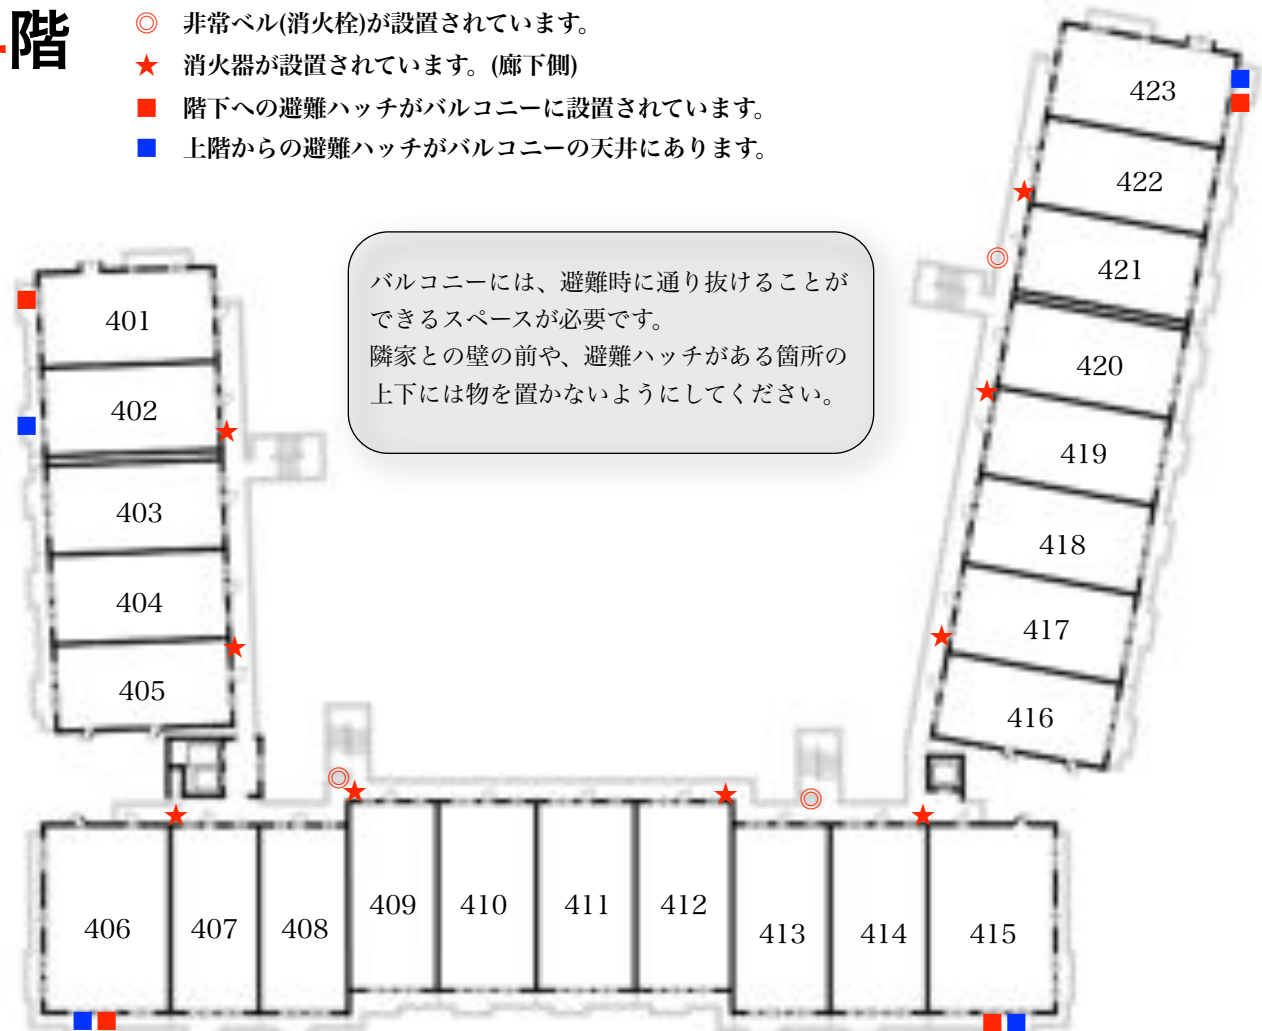 階
◎ 非常ベル(消火栓)が設置されています。
★ 消火器が設置されています。(廊下側)
■ 階下への避難ハッチがバルコニーに設置されています。
■ 上階からの避難ハッチがバルコニーの天井にあります。
バルコニーには、避難時に通り抜けることが
できるスペースが必要です。
隣家との壁の前や、避難ハッチがある箇所の
上下には物を置かないようにしてください。
401
402
403
404
405
406
407
408
409
410
411
412
413
414
415
416
417
418
419
420
421
422
423